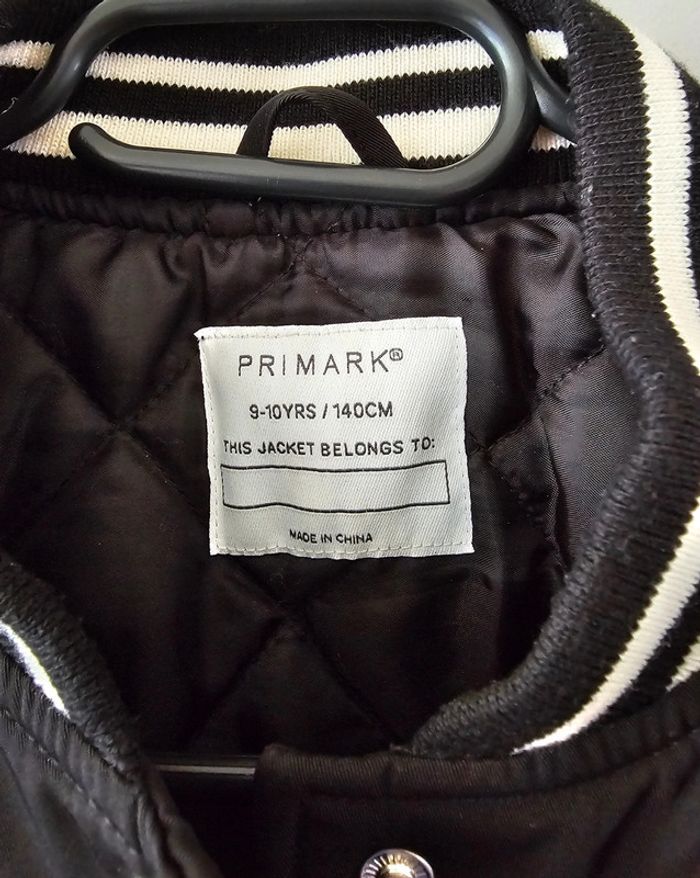 PRIMARK®
9-10YRS / 140CM
THIS JACKET BELONGS TO:
MADE IN CHINA